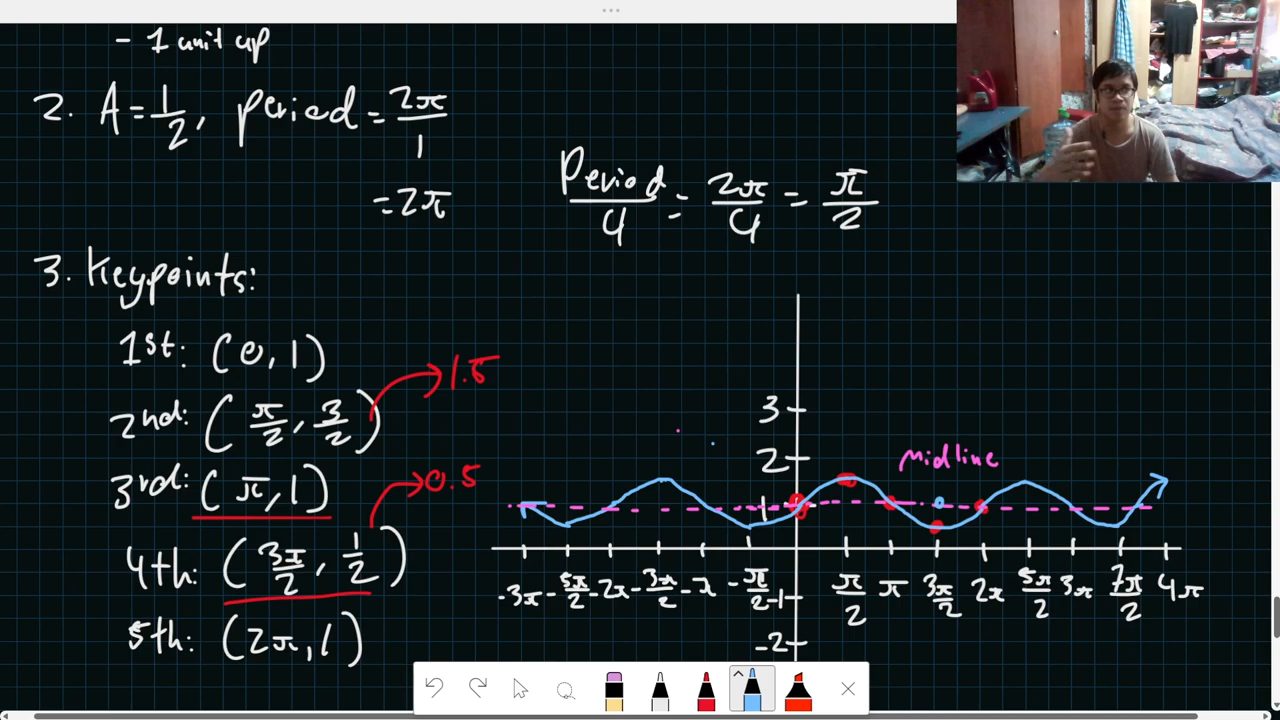 - 1 unit up
2. A = 1/2, period = 2π/1
= 2π
Period/4 = 2π/4 = π/2
3. Keypoints:
1st: (0, 1)
2nd: (π/2, 3/2) 1.5
3rd: (π, 1)
4th: (3π/2, 1/2) 0.5
5th: (2π, 1)
3
2
midline
1
-3π -5π/2 -2π -3π/2 -π -π/2 π/2 π 3π/2 2π 5π/2 3π 7π/2 4π
-1
-2